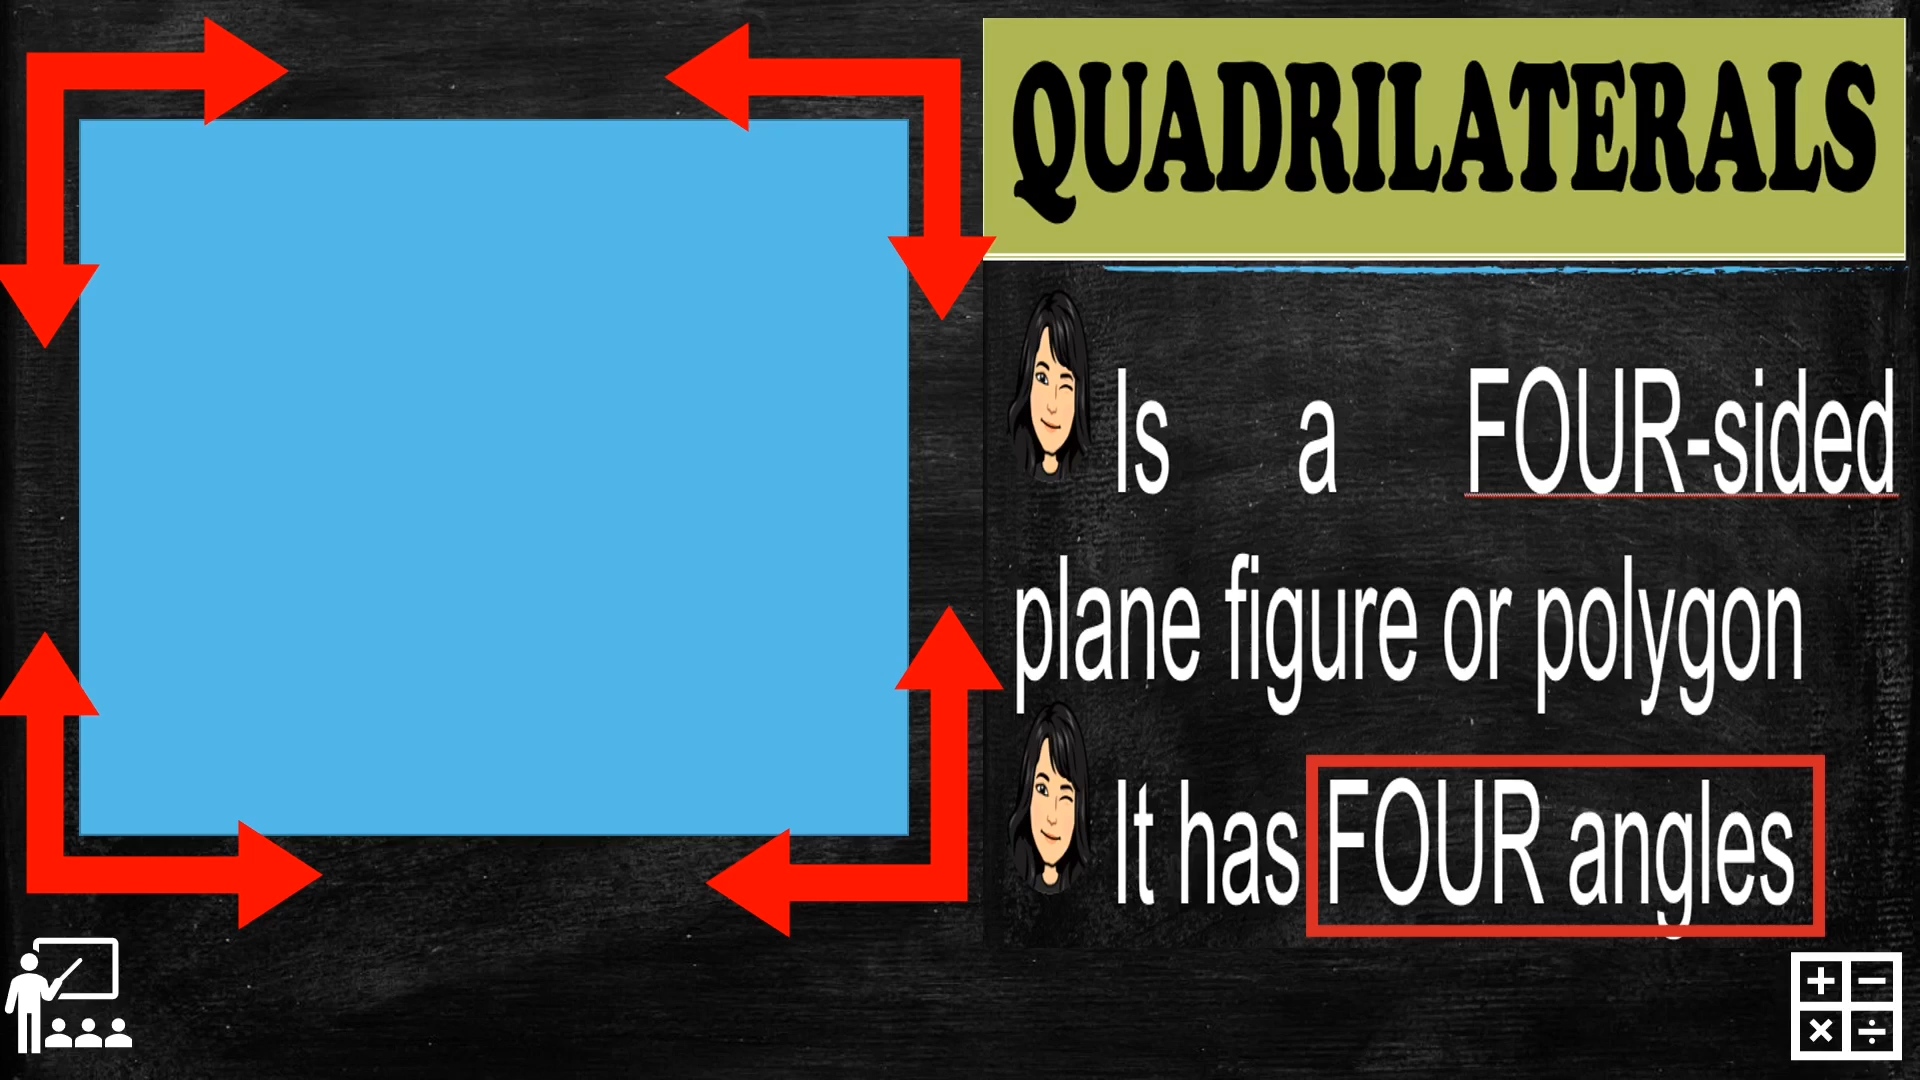 QUADRILATERALS
Is a FOUR-sided
plane figure or polygon
It has FOUR angles